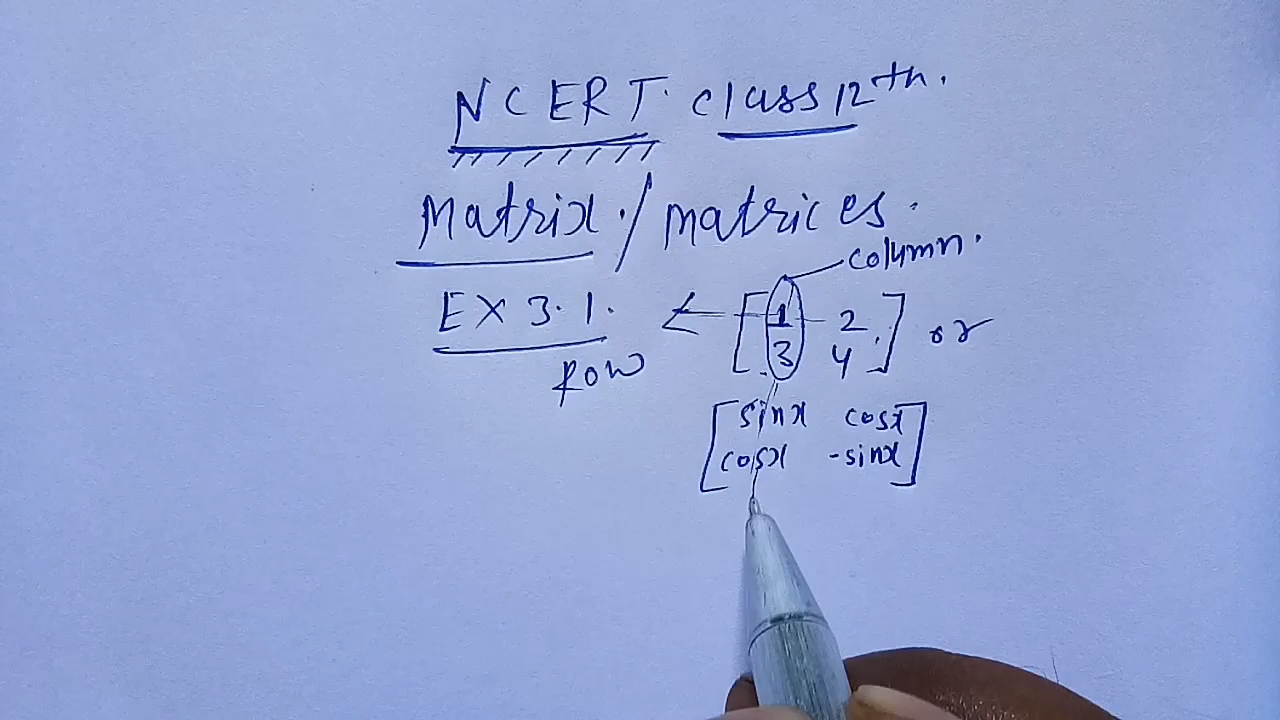 NCERT. class 12th.
Matrix. / matrices.
column.
EX 3.1. ← [1 2] or
Row [3 4]
[sinx cosx]
[cosx -sinx]